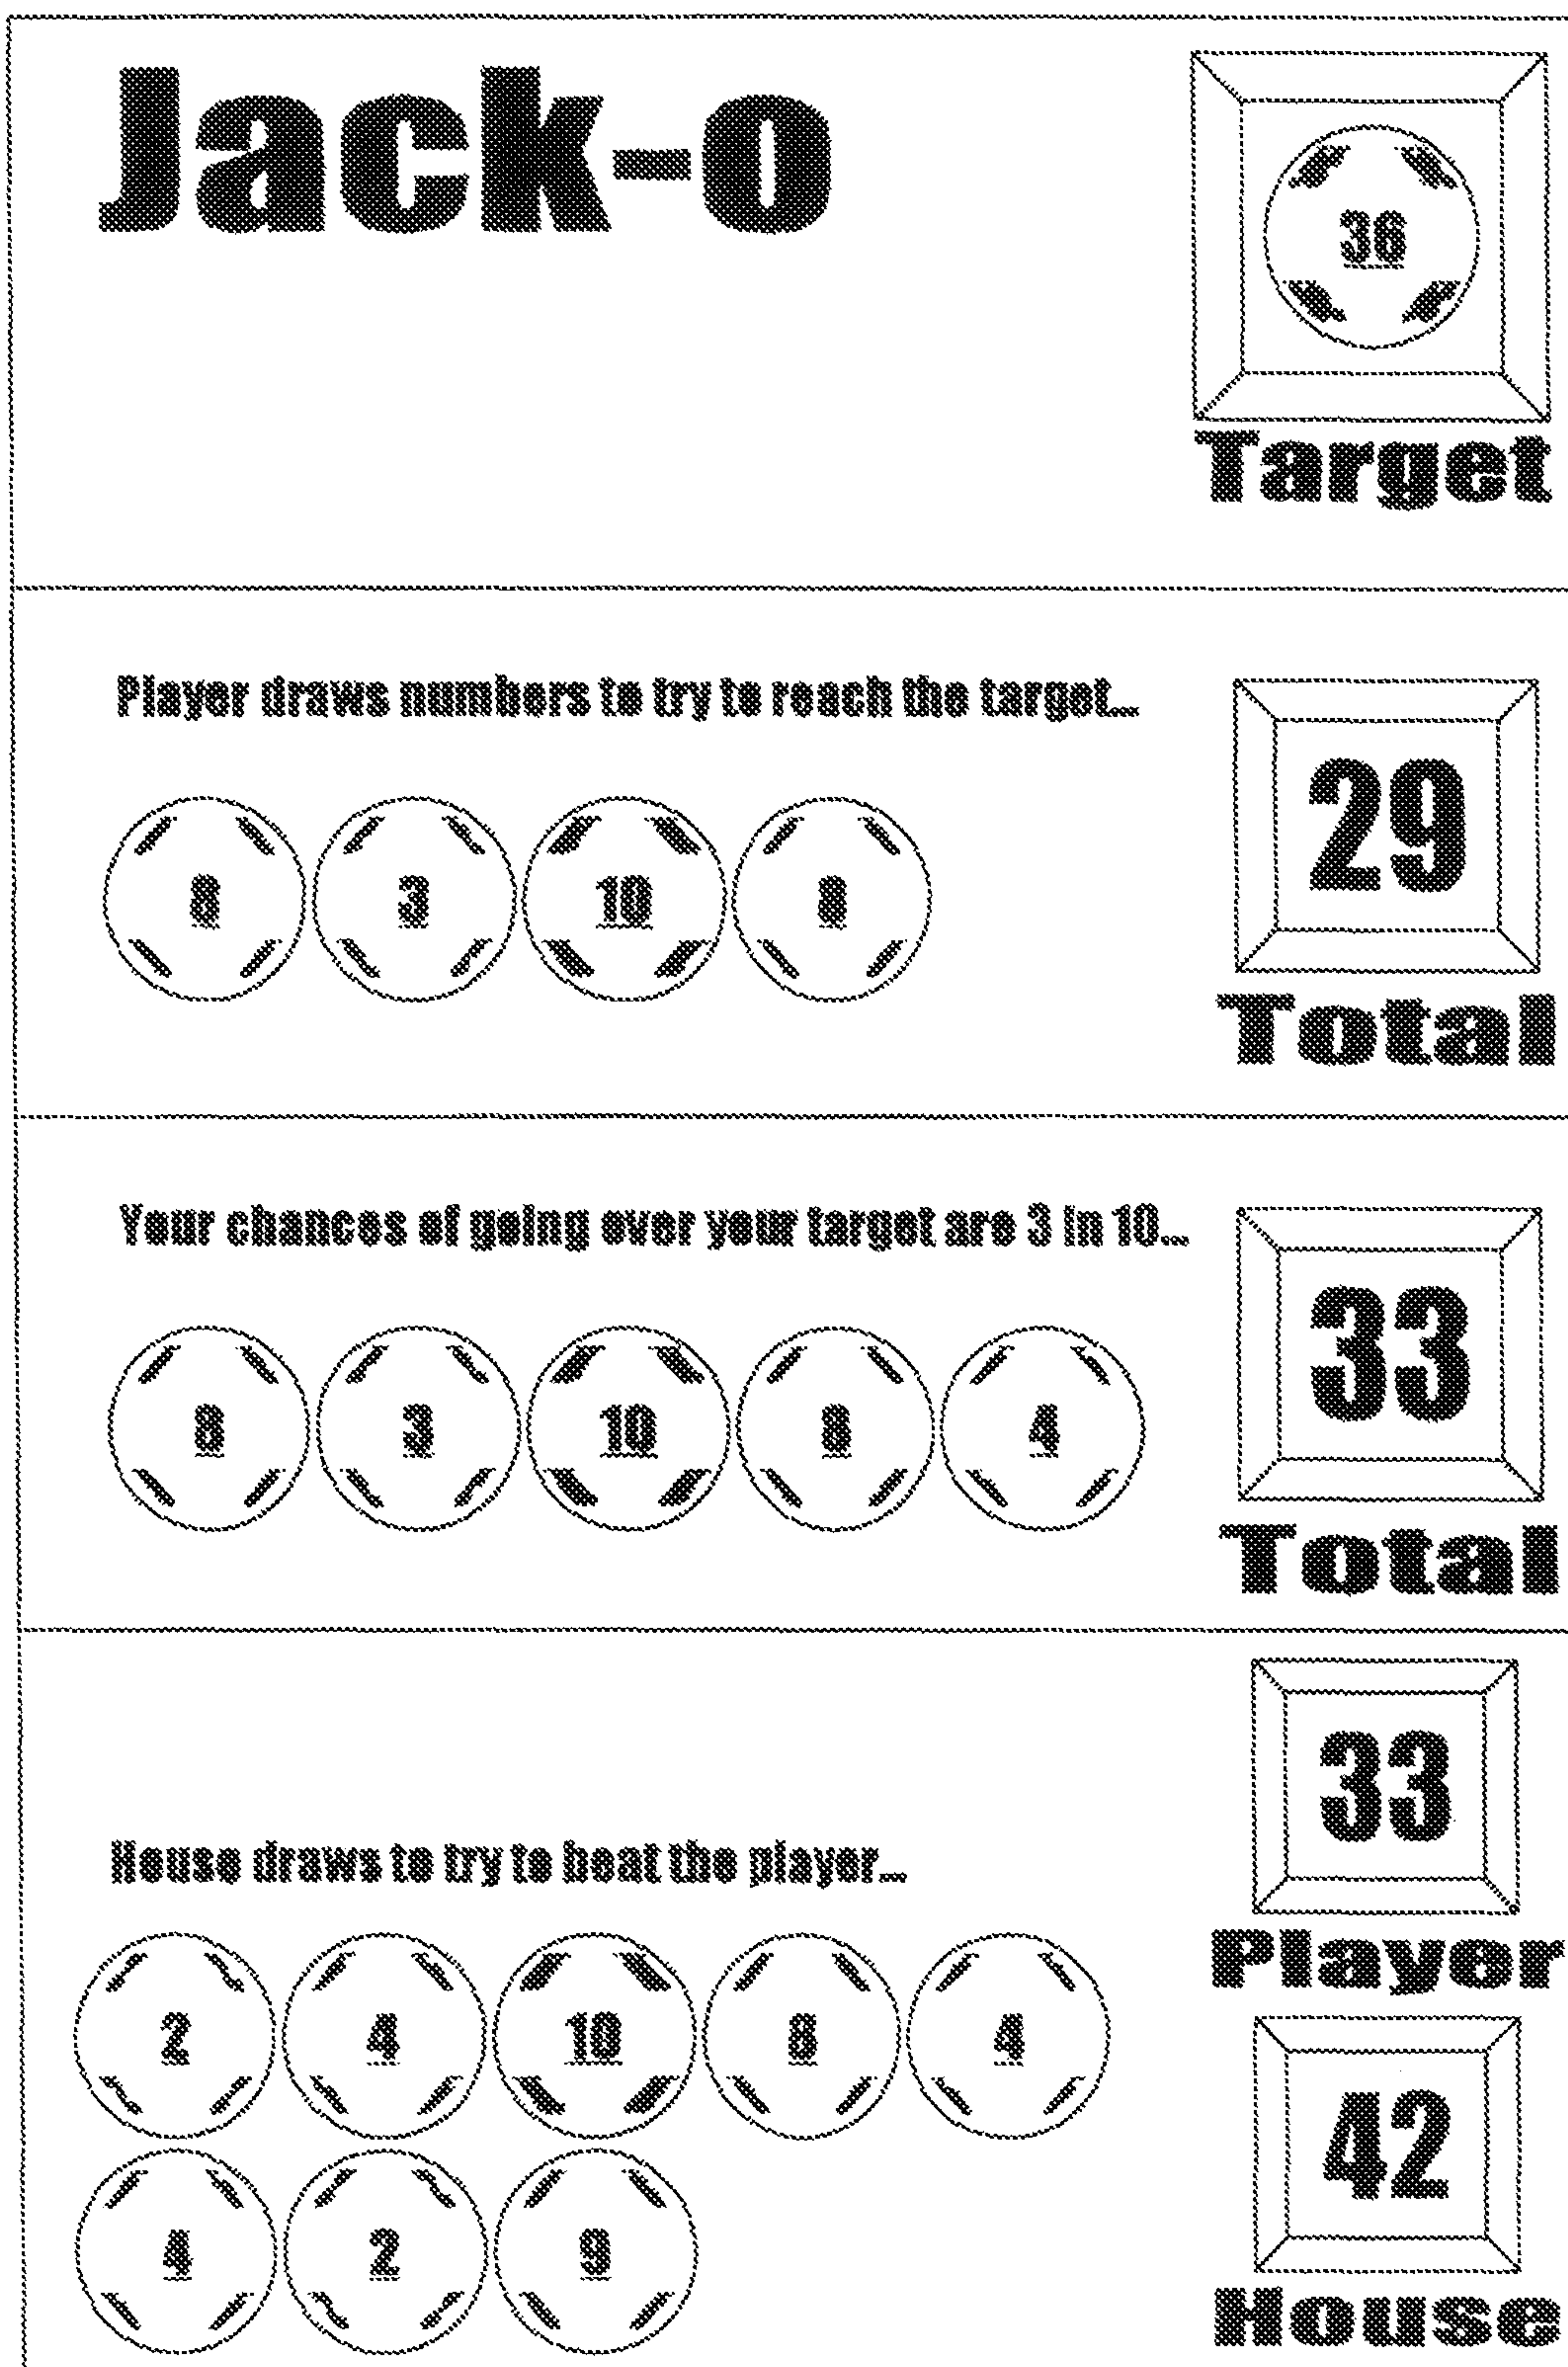 Jack-o
36
Target
Player draws numbers to try to reach the target...
8 3 10 8
29
Total
Your chances of going over your target are 3 in 10...
8 3 10 8 4
33
Total
33
Player
House draws to try to beat the player...
2 4 10 8 4
4 2 9
42
House